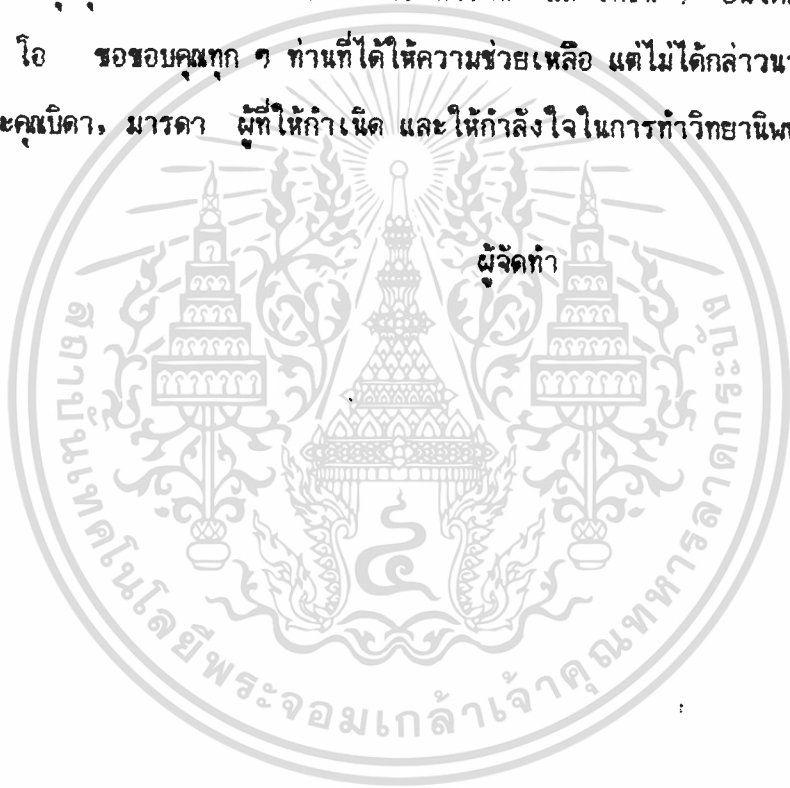 โอ ขอขอบคุณทุก ๆ ท่านที่ได้ให้ความช่วยเหลือ แต่ไม่ได้กล่าวนา
ะคุณบิดา, มารดา ผู้ที่ให้กำเนิด และให้กำลังใจในการทำวิทยานิพ
ผู้จัดทำ
สถาบันเทคโนโลยีพระจอมเกล้าเจ้าคุณทหารลาดกระบัง